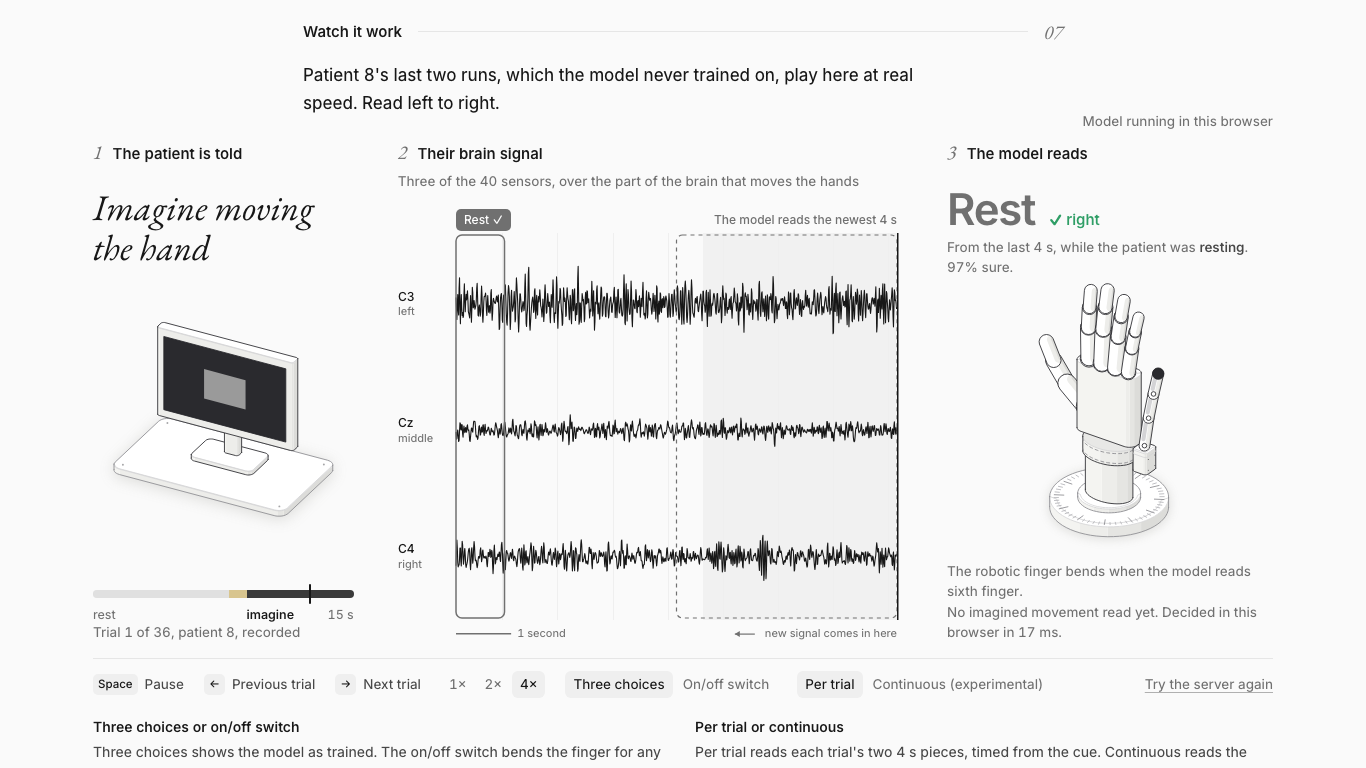 Watch it work
07
Patient 8's last two runs, which the model never trained on, play here at real
speed. Read left to right.
Model running in this browser
1 The patient is told
Imagine moving
the hand
rest
imagine
15 s
Trial 1 of 36, patient 8, recorded
2 Their brain signal
Three of the 40 sensors, over the part of the brain that moves the hands
Rest ✓
The model reads the newest 4 s
C3
left
Cz
middle
C4
right
1 second
← new signal comes in here
3 The model reads
Rest ✓ right
From the last 4 s, while the patient was resting.
97% sure.
The robotic finger bends when the model reads
sixth finger.
No imagined movement read yet. Decided in this
browser in 17 ms.
Space Pause ← Previous trial → Next trial 1× 2× 4× Three choices On/off switch Per trial Continuous (experimental) Try the server again
Three choices or on/off switch
Three choices shows the model as trained. The on/off switch bends the finger for any
Per trial or continuous
Per trial reads each trial's two 4 s pieces, timed from the cue. Continuous reads the